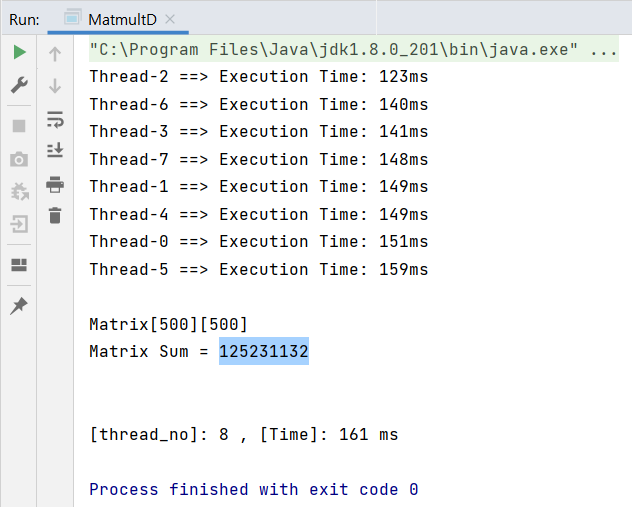 Run: MatmultD
"C:\Program Files\Java\jdk1.8.0_201\bin\java.exe" ...
Thread-2 ==> Execution Time: 123ms
Thread-6 ==> Execution Time: 140ms
Thread-3 ==> Execution Time: 141ms
Thread-7 ==> Execution Time: 148ms
Thread-1 ==> Execution Time: 149ms
Thread-4 ==> Execution Time: 149ms
Thread-0 ==> Execution Time: 151ms
Thread-5 ==> Execution Time: 159ms
Matrix[500][500]
Matrix Sum = 125231132
[thread_no]: 8 , [Time]: 161 ms
Process finished with exit code 0